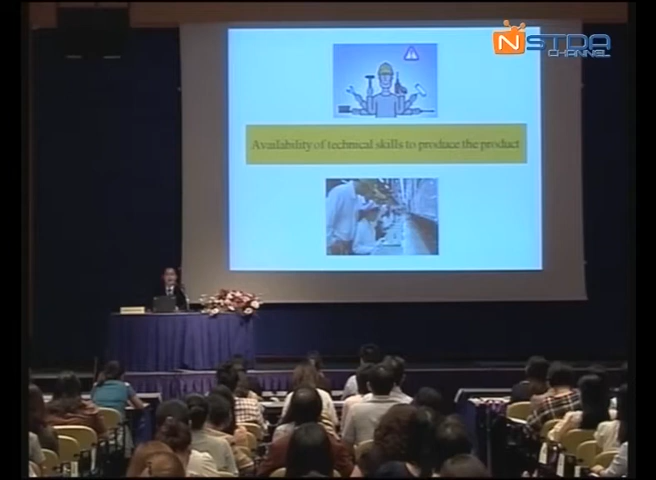 NSTDA
CHANNEL
Availability of technical skills to produce the product